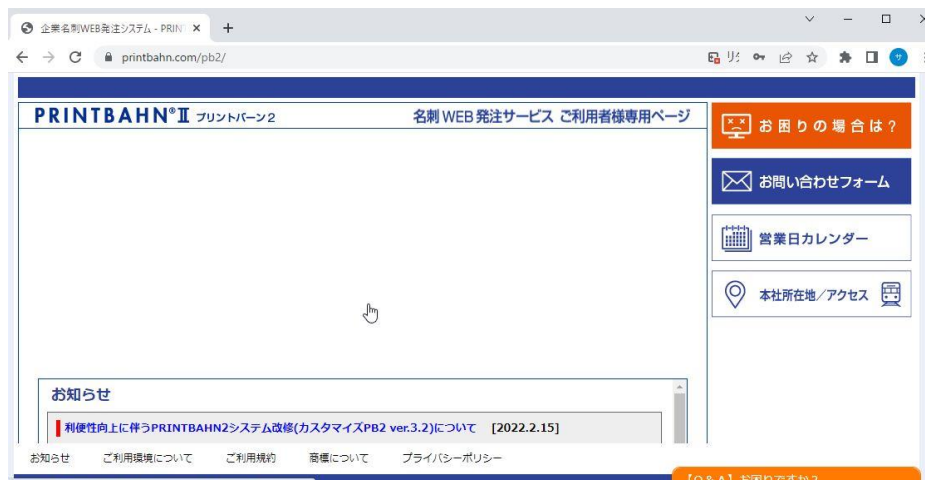 企業名刺WEB発注システム - PRIN
printbahn.com/pb2/
PRINTBAHN®Ⅱ プリントバーン2
名刺 WEB 発注サービス ご利用者様専用ページ
お困りの場合は?
お問い合わせフォーム
営業日カレンダー
本社所在地/アクセス
お知らせ
利便性向上に伴うPRINTBAHN2システム改修(カスタマイズPB2 ver.3.2)について [2022.2.15]
お知らせ ご利用環境について ご利用規約 商標について プライバシーポリシー
【Q&A】お困りですか?